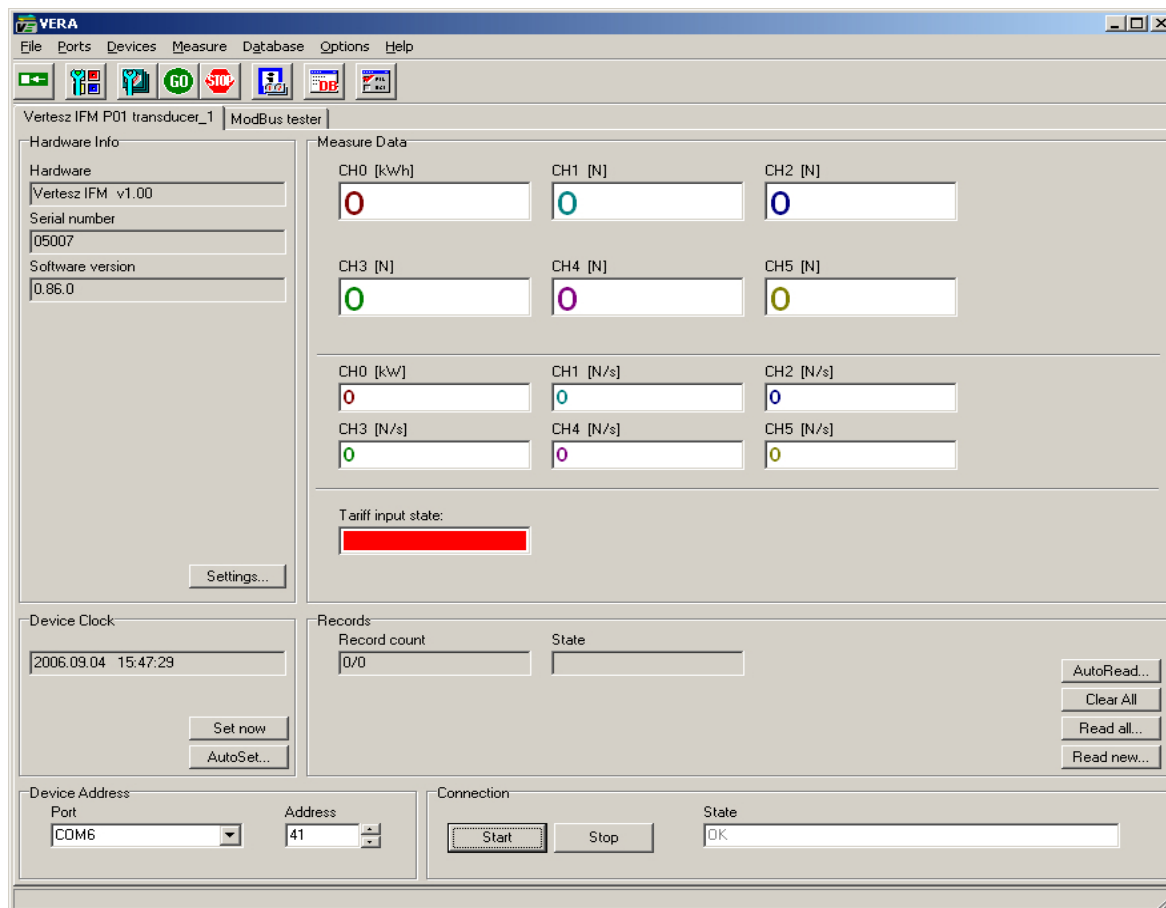 VERA
File Ports Devices Measure Database Options Help
GO STOP DB
Vertesz IFM P01 transducer_1 ModBus tester
Hardware Info
Hardware
Vertesz IFM v1.00
Serial number
05007
Software version
0.86.0
Settings...
Measure Data
CH0 [kWh] CH1 [N] CH2 [N]
0 0 0
CH3 [N] CH4 [N] CH5 [N]
0 0 0
CH0 [kW] CH1 [N/s] CH2 [N/s]
0 0 0
CH3 [N/s] CH4 [N/s] CH5 [N/s]
0 0 0
Tariff input state:
Device Clock
2006.09.04 15:47:29
Set now
AutoSet...
Records
Record count State
0/0
AutoRead...
Clear All
Read all...
Read new...
Device Address
Port Address
COM6 41
Connection
State
Start Stop OK